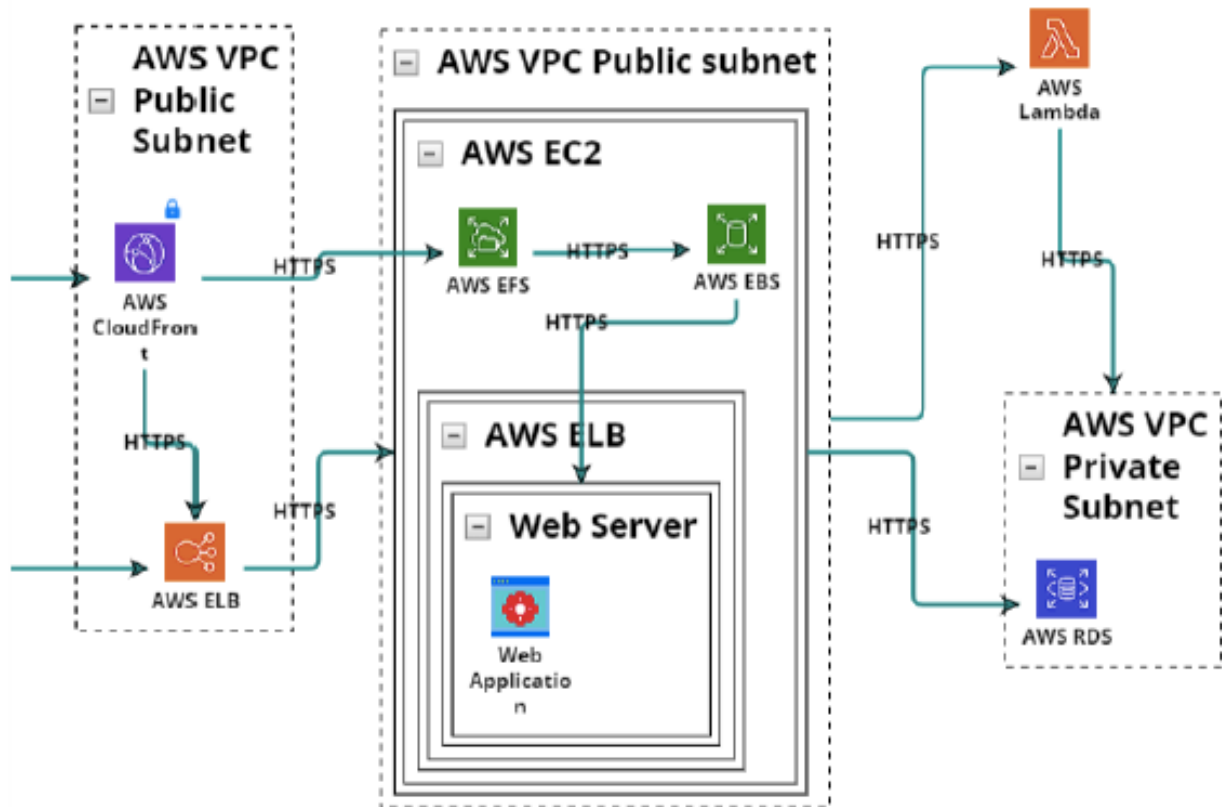 AWS VPC
Public
Subnet
AWS
CloudFron
t
HTTPS
HTTPS
AWS ELB
HTTPS
AWS VPC Public subnet
AWS EC2
AWS EFS
HTTPS
AWS EBS
HTTPS
AWS ELB
Web Server
Web
Applicatio
n
HTTPS
HTTPS
AWS
Lambda
HTTPS
AWS VPC
Private
Subnet
AWS RDS